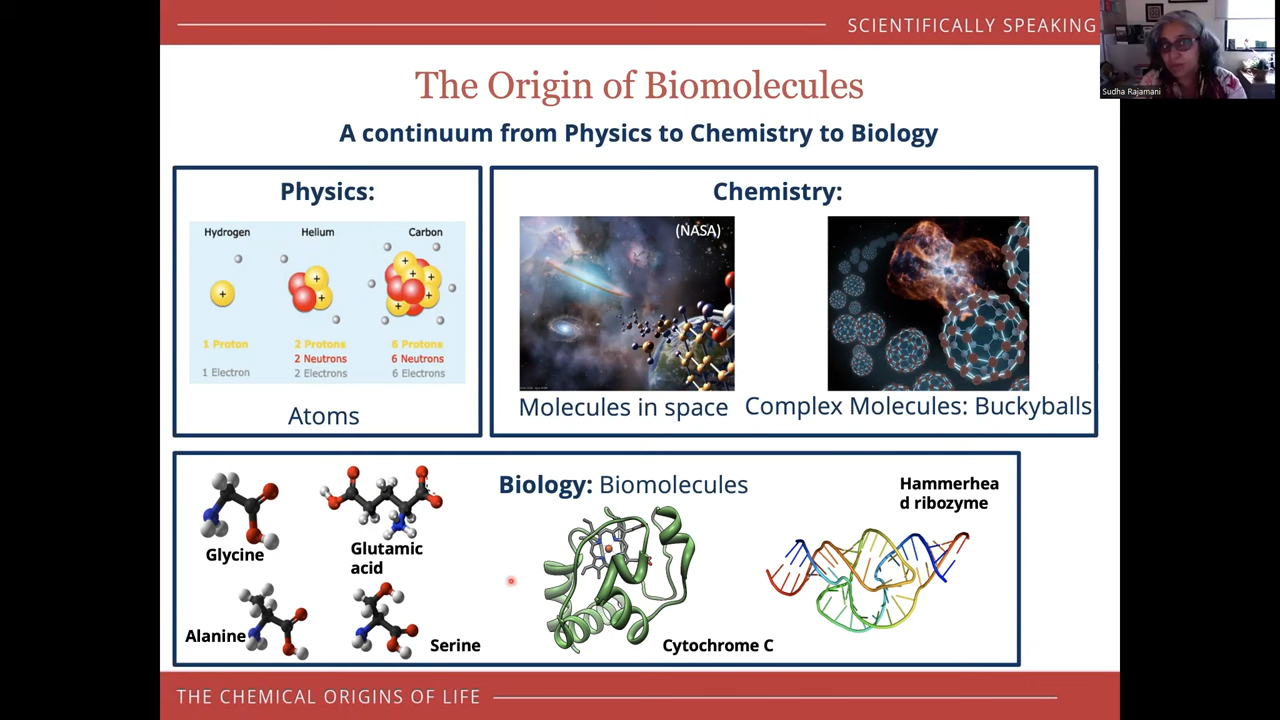 SCIENTIFICALLY SPEAKING
Sudha Rajamani
The Origin of Biomolecules
A continuum from Physics to Chemistry to Biology
Physics:
Hydrogen Helium Carbon
+ + + + + + + +
1 Proton 2 Protons 6 Protons
2 Neutrons 6 Neutrons
1 Electron 2 Electrons 6 Electrons
Atoms
Chemistry:
(NASA)
Molecules in space
Complex Molecules: Buckyballs
Biology: Biomolecules
Glycine
Glutamic
acid
Alanine
Serine
Cytochrome C
Hammerhea
d ribozyme
THE CHEMICAL ORIGINS OF LIFE